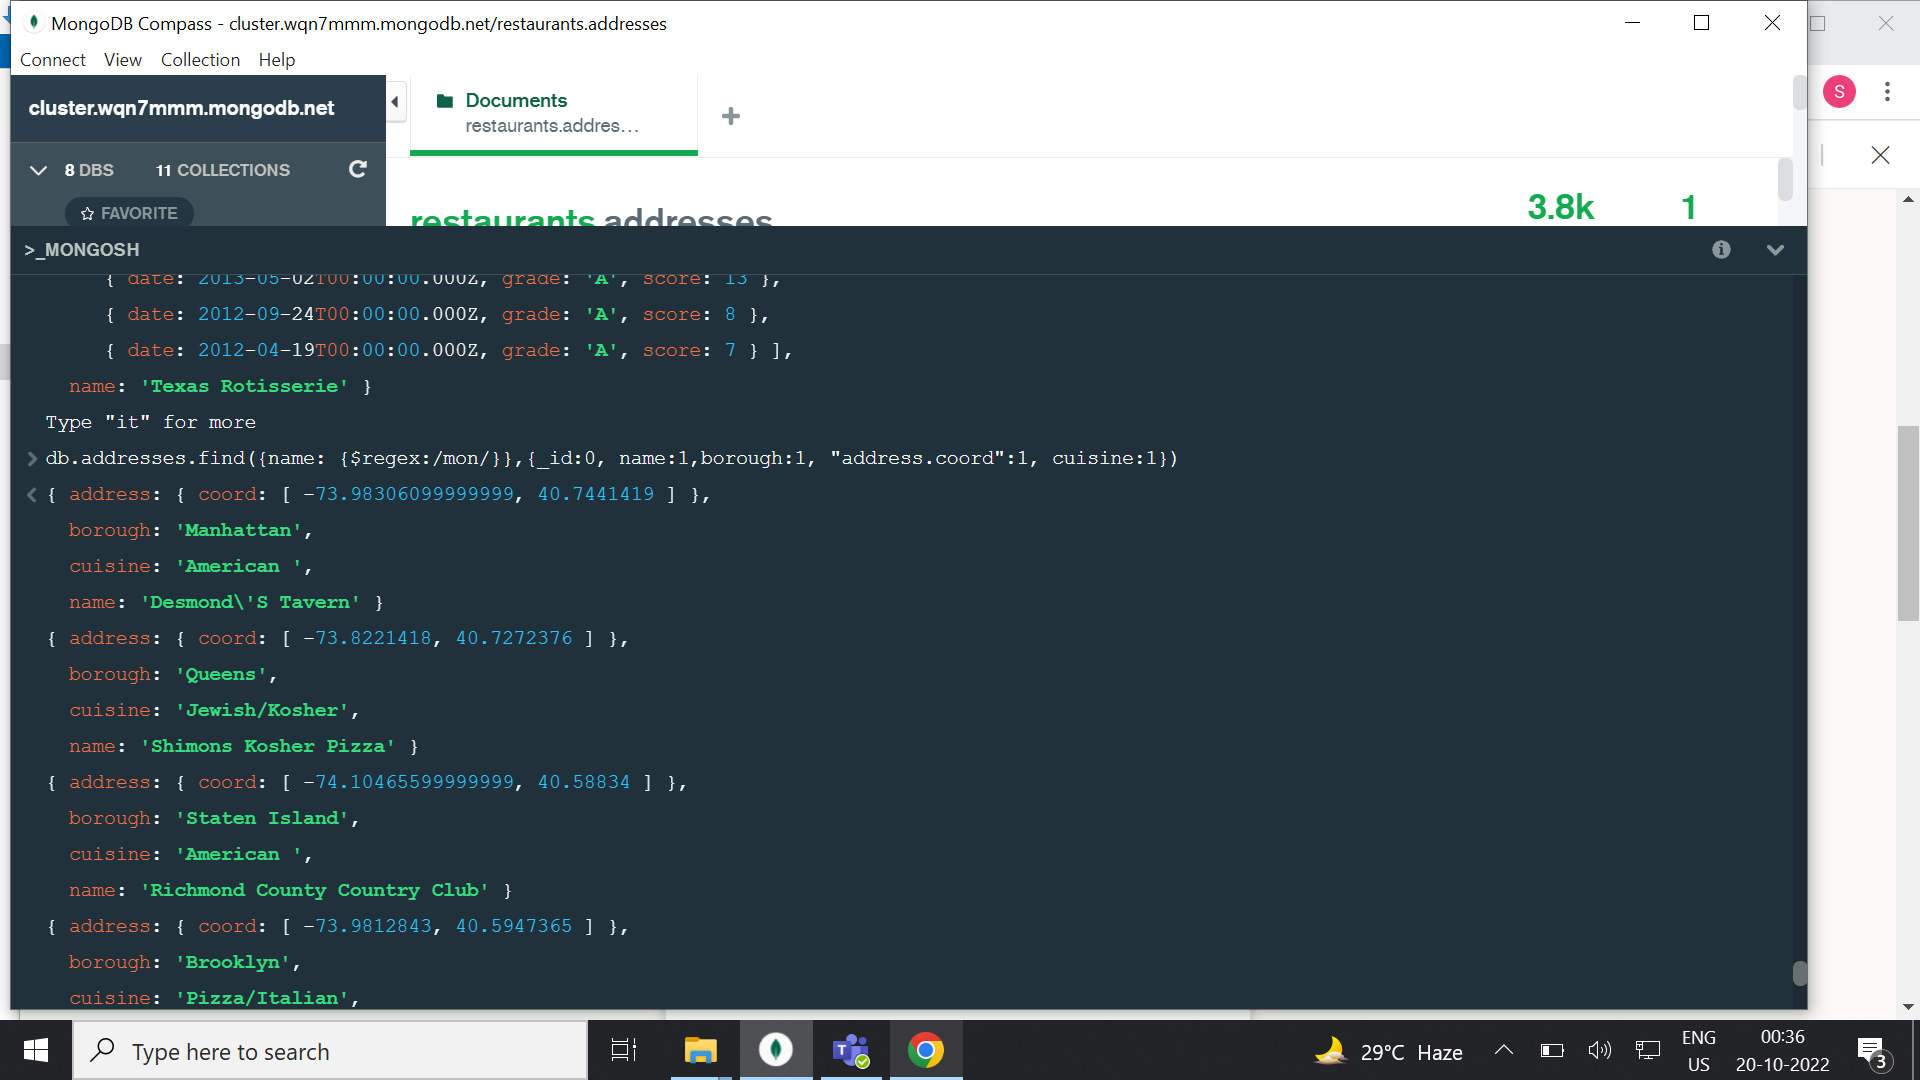 MongoDB Compass - cluster.wqn7mmm.mongodb.net/restaurants.addresses
Connect View Collection Help
cluster.wqn7mmm.mongodb.net
Documents
restaurants.addres...
S
8 DBS 11 COLLECTIONS
FAVORITE
restaurants.addresses
3.8k 1
>_MONGOSH
{ date: 2013-05-02T00:00:00.000Z, grade: 'A', score: 13 },
{ date: 2012-09-24T00:00:00.000Z, grade: 'A', score: 8 },
{ date: 2012-04-19T00:00:00.000Z, grade: 'A', score: 7 } ],
name: 'Texas Rotisserie' }
Type "it" for more
> db.addresses.find({name: {$regex:/mon/}},{_id:0, name:1,borough:1, "address.coord":1, cuisine:1})
< { address: { coord: [ -73.98306099999999, 40.7441419 ] },
borough: 'Manhattan',
cuisine: 'American ',
name: 'Desmond\'S Tavern' }
{ address: { coord: [ -73.8221418, 40.7272376 ] },
borough: 'Queens',
cuisine: 'Jewish/Kosher',
name: 'Shimons Kosher Pizza' }
{ address: { coord: [ -74.10465599999999, 40.58834 ] },
borough: 'Staten Island',
cuisine: 'American ',
name: 'Richmond County Country Club' }
{ address: { coord: [ -73.9812843, 40.5947365 ] },
borough: 'Brooklyn',
cuisine: 'Pizza/Italian',
Type here to search
T
29°C Haze
ENG
US
00:36
20-10-2022
3